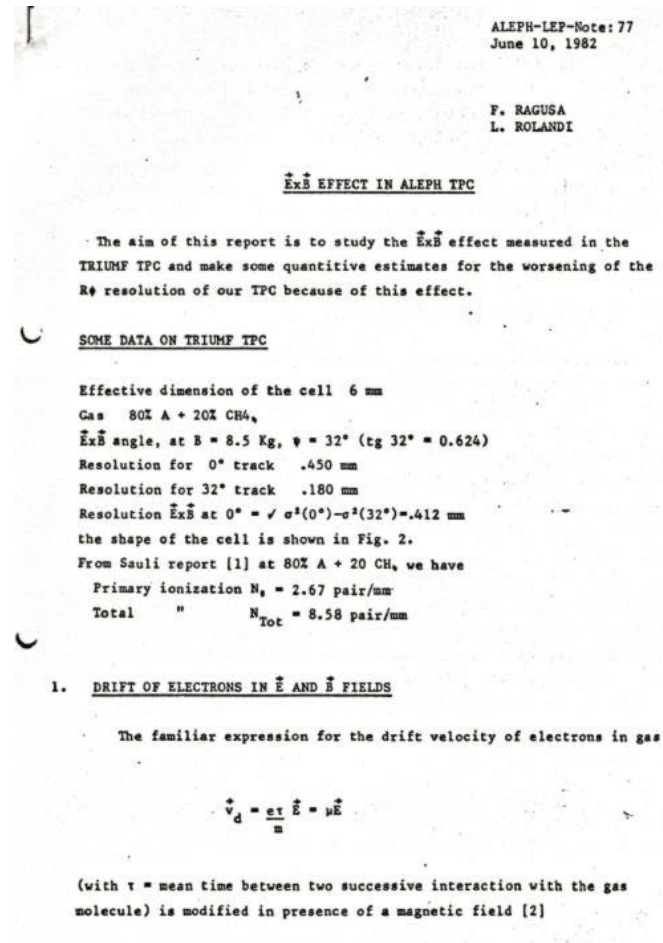 ALEPH-LEP-Note:77
June 10, 1982
F. RAGUSA
L. ROLANDI
E⃗xB⃗ EFFECT IN ALEPH TPC
The aim of this report is to study the E⃗xB⃗ effect measured in the
TRIUMF TPC and make some quantitive estimates for the worsening of the
Rϕ resolution of our TPC because of this effect.
SOME DATA ON TRIUMF TPC
Effective dimension of the cell 6 mm
Gas 80% A + 20% CH4,
E⃗xB⃗ angle, at B = 8.5 Kg, ψ = 32° (tg 32° = 0.624)
Resolution for 0° track .450 mm
Resolution for 32° track .180 mm
Resolution E⃗xB⃗ at 0° = √ σ²(0°)-σ²(32°)=.412 mm
the shape of the cell is shown in Fig. 2.
From Sauli report [1] at 80% A + 20 CH₄ we have
Primary ionization N₀ = 2.67 pair/mm
Total " N_Tot = 8.58 pair/mm
1. DRIFT OF ELECTRONS IN E⃗ AND B⃗ FIELDS
The familiar expression for the drift velocity of electrons in gas
v⃗_d = eτ/m E⃗ = μE⃗
(with τ = mean time between two successive interaction with the gas
molecule) is modified in presence of a magnetic field [2]